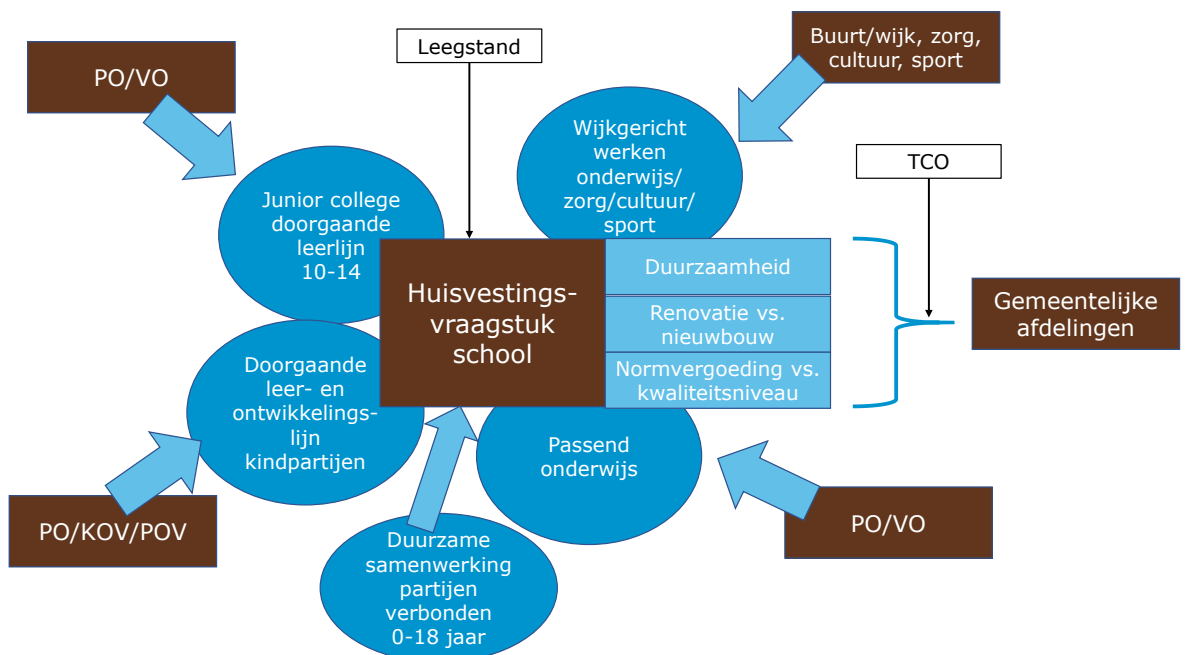 PO/VO
Leegstand
Buurt/wijk, zorg,
cultuur, sport
Junior college
doorgaande
leerlijn
10-14
Wijkgericht
werken
onderwijs/
zorg/cultuur/
sport
TCO
Huisvestings-
vraagstuk
school
Duurzaamheid
Renovatie vs.
nieuwbouw
Normvergoeding vs.
kwaliteitsniveau
Gemeentelijke
afdelingen
Doorgaande
leer- en
ontwikkelings-
lijn
kindpartijen
Passend
onderwijs
PO/KOV/POV
PO/VO
Duurzame
samenwerking
partijen
verbonden
0-18 jaar